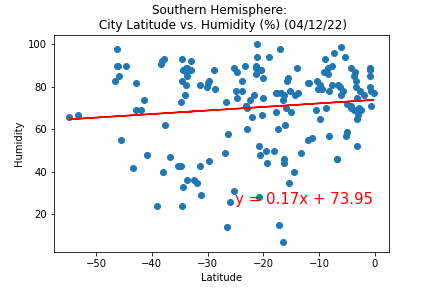 Southern Hemisphere:
City Latitude vs. Humidity (%) (04/12/22)
100
80
60
40
20
Humidity
y = 0.17x + 73.95
−50
−40
−30
−20
−10
0
Latitude